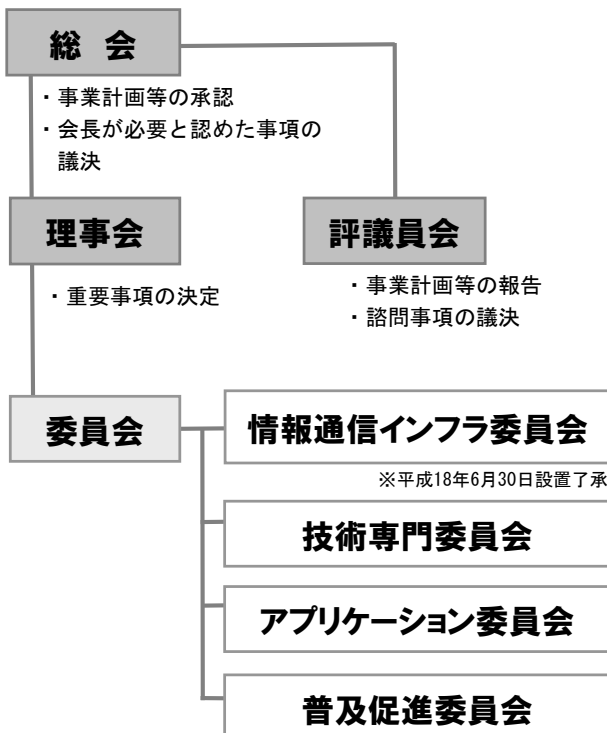 総 会
・事業計画等の承認
・会長が必要と認めた事項の
議決
理事会
・重要事項の決定
評議員会
・事業計画等の報告
・諮問事項の議決
委員会
情報通信インフラ委員会
※平成18年6月30日設置了承
技術専門委員会
アプリケーション委員会
普及促進委員会